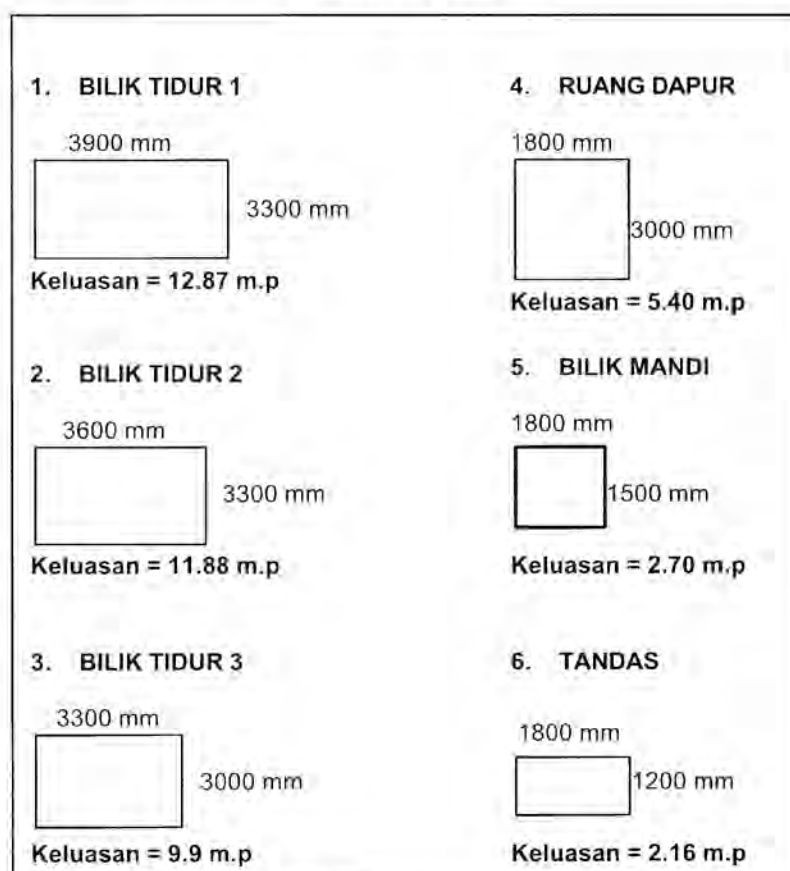 1. BILIK TIDUR 1
3900 mm
3300 mm
Keluasan = 12.87 m.p
2. BILIK TIDUR 2
3600 mm
3300 mm
Keluasan = 11.88 m.p
3. BILIK TIDUR 3
3300 mm
3000 mm
Keluasan = 9.9 m.p
4. RUANG DAPUR
1800 mm
3000 mm
Keluasan = 5.40 m.p
5. BILIK MANDI
1800 mm
1500 mm
Keluasan = 2.70 m.p
6. TANDAS
1800 mm
1200 mm
Keluasan = 2.16 m.p